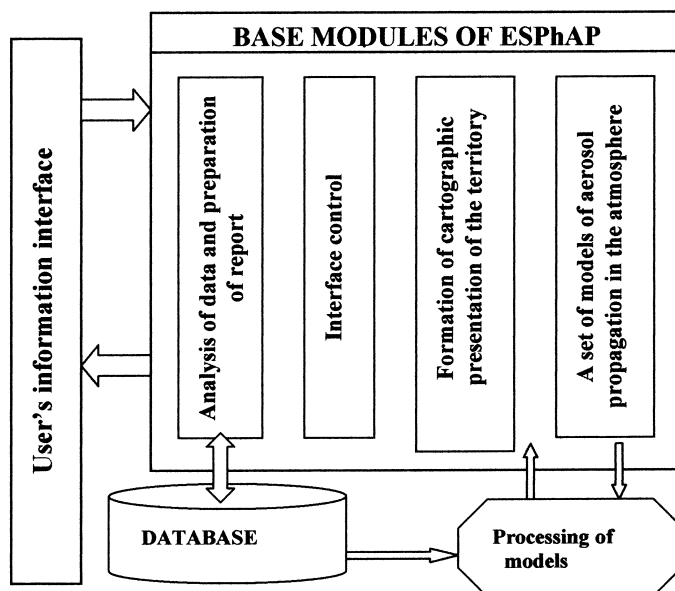 BASE MODULES OF ESPhAP
User's information interface
Analysis of data and preparation
of report
Interface control
Formation of cartographic
presentation of the territory
A set of models of aerosol
propagation in the atmosphere
DATABASE
Processing of
models